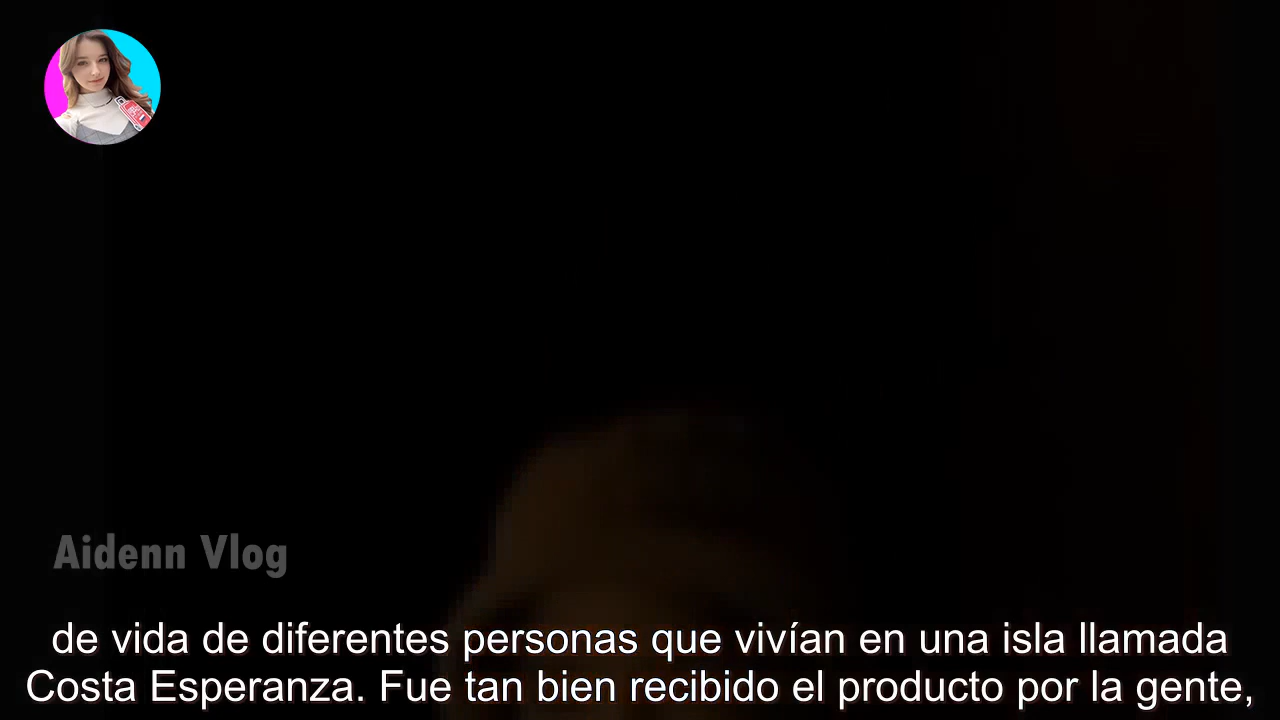 Aidenn Vlog
de vida de diferentes personas que vivían en una isla llamada
Costa Esperanza. Fue tan bien recibido el producto por la gente,